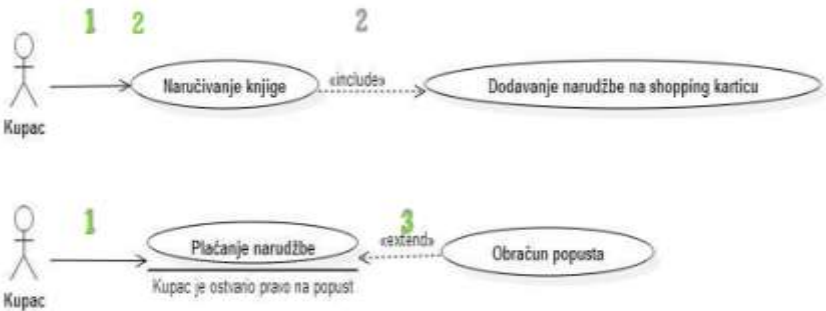 1 2 2
Naručivanje knjige «include» Dodavanje narudžbe na shopping karticu
Kupac
1 3
Plaćanje narudžbe «extend» Obračun popusta
Kupac je ostvario pravo na popust
Kupac